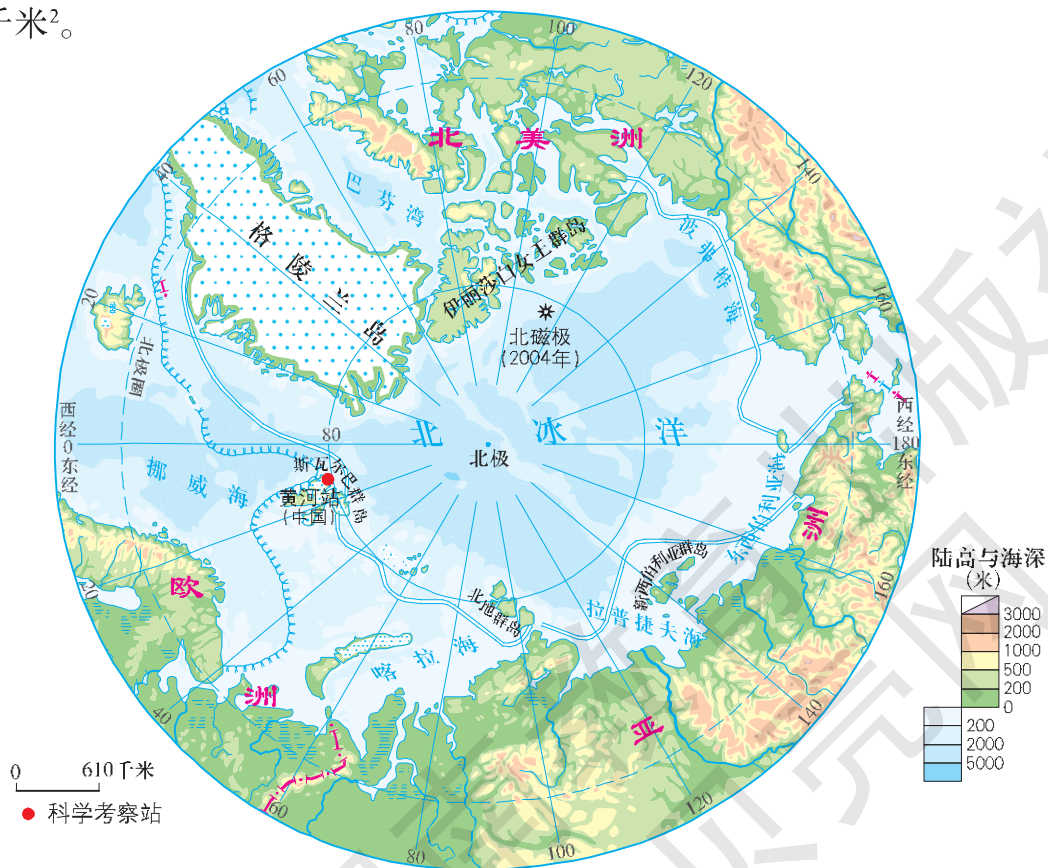 千米²。
80
100
60
120
北美洲
40
140
巴芬湾
格陵兰岛
伊丽莎白女王群岛
波弗特海
20
160
北磁极
(2004年)
北极圈
西经0东经
80
北冰洋
北极
西经180东经
斯瓦尔巴群岛
挪威海
黄河站
(中国)
东西伯利亚海
洲
新西伯利亚群岛
欧
北地群岛
拉普捷夫海
20
160
喀拉海
洲
亚
40
140
60
120
80
100
陆高与海深
(米)
3000
2000
1000
500
200
0
200
2000
5000
0 610千米
科学考察站